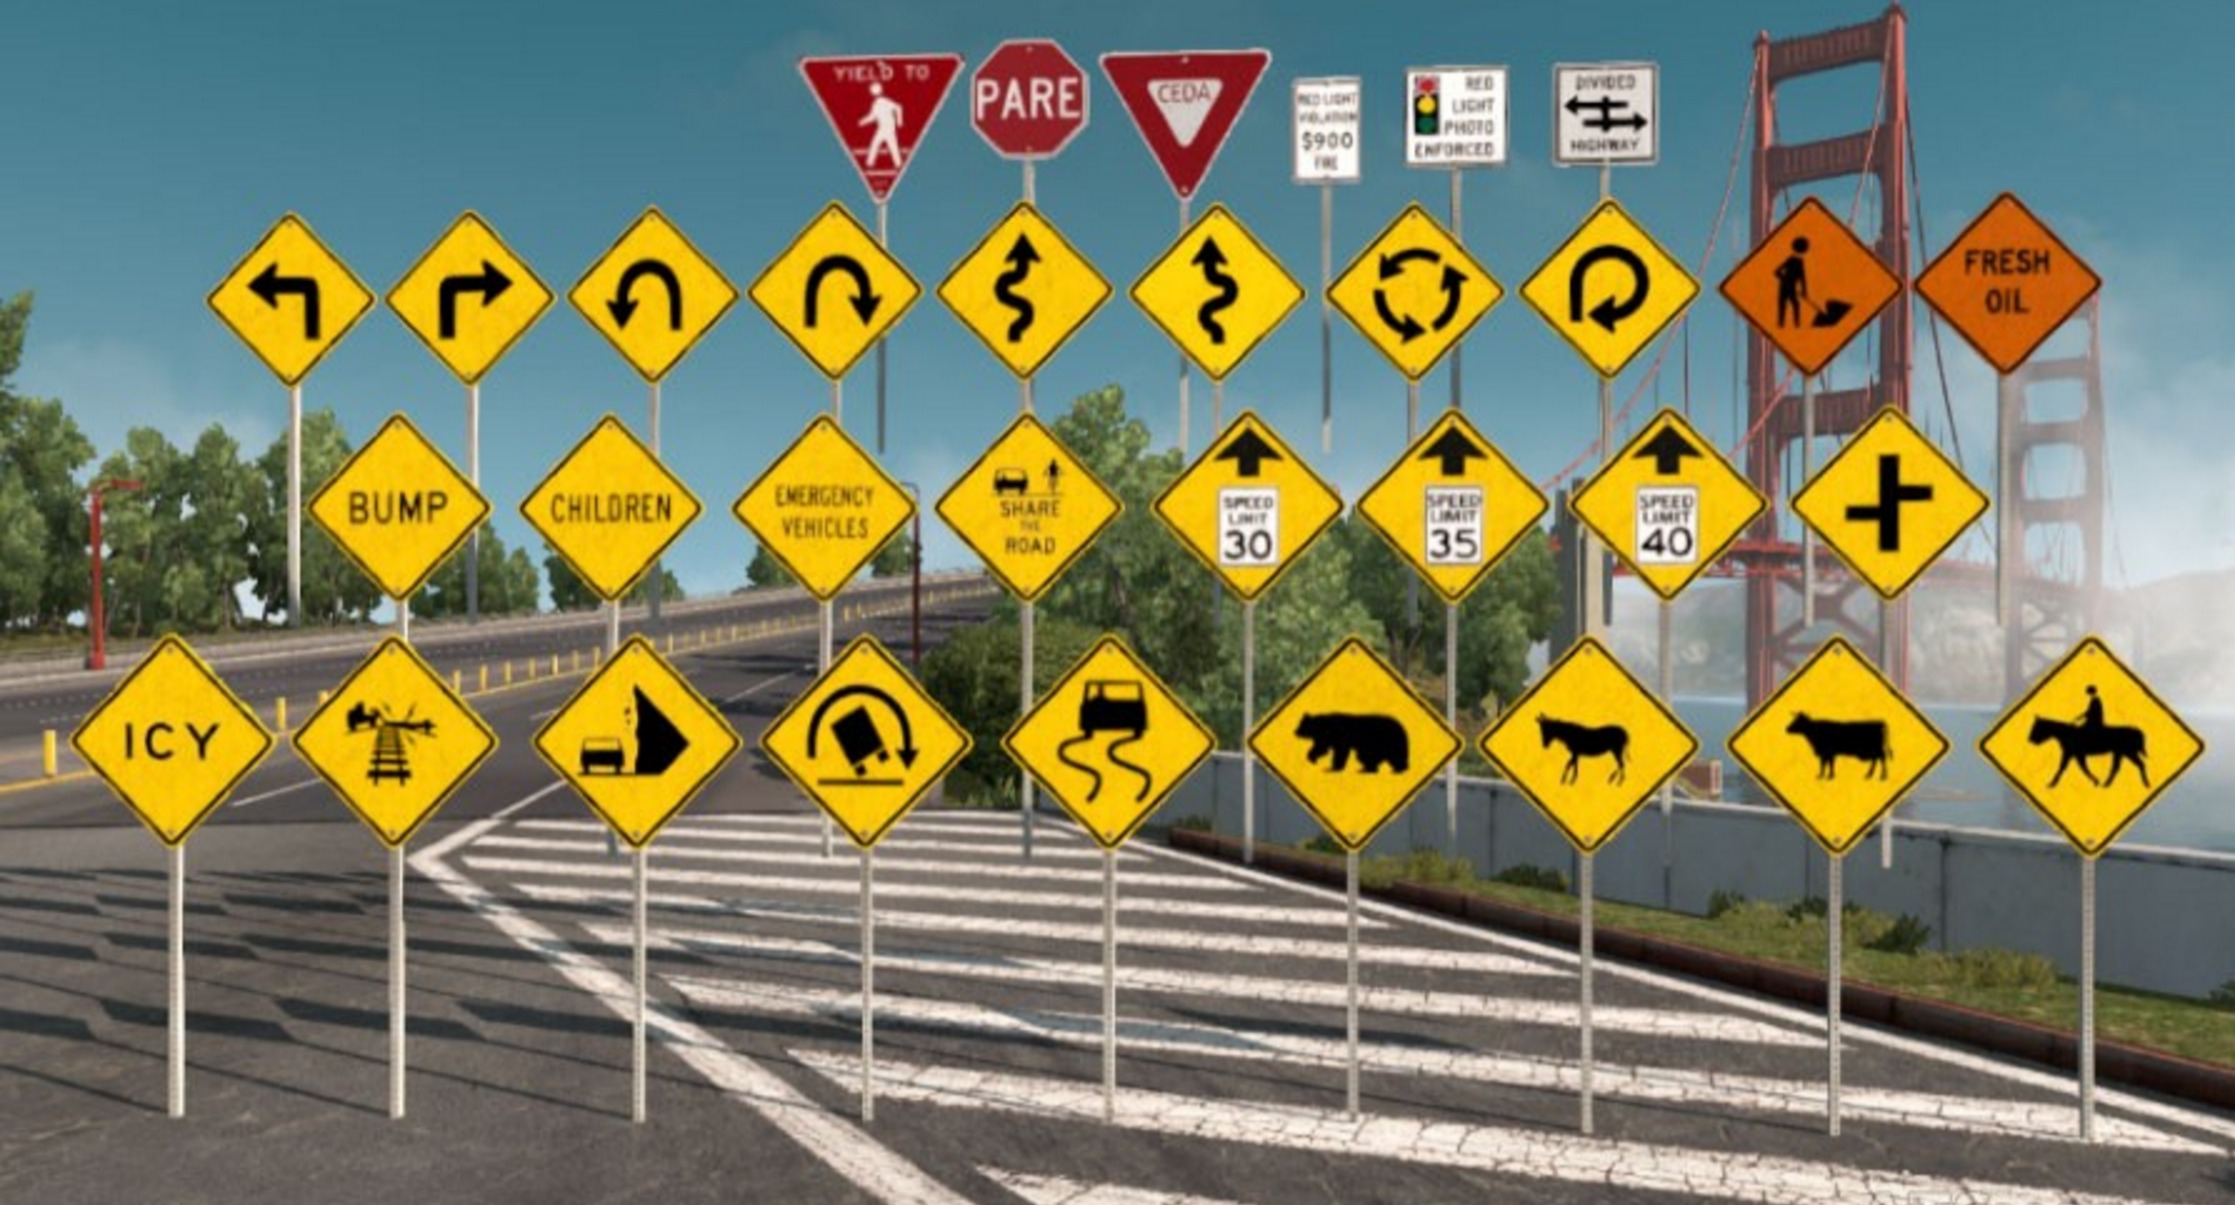 YIELD TO
PARE
CEDA
RED LIGHT
VIOLATION
$900
FINE
RED
LIGHT
PHOTO
ENFORCED
DIVIDED
HIGHWAY
FRESH
OIL
BUMP
CHILDREN
EMERGENCY
VEHICLES
SHARE
THE
ROAD
SPEED
LIMIT
30
SPEED
LIMIT
35
SPEED
LIMIT
40
ICY